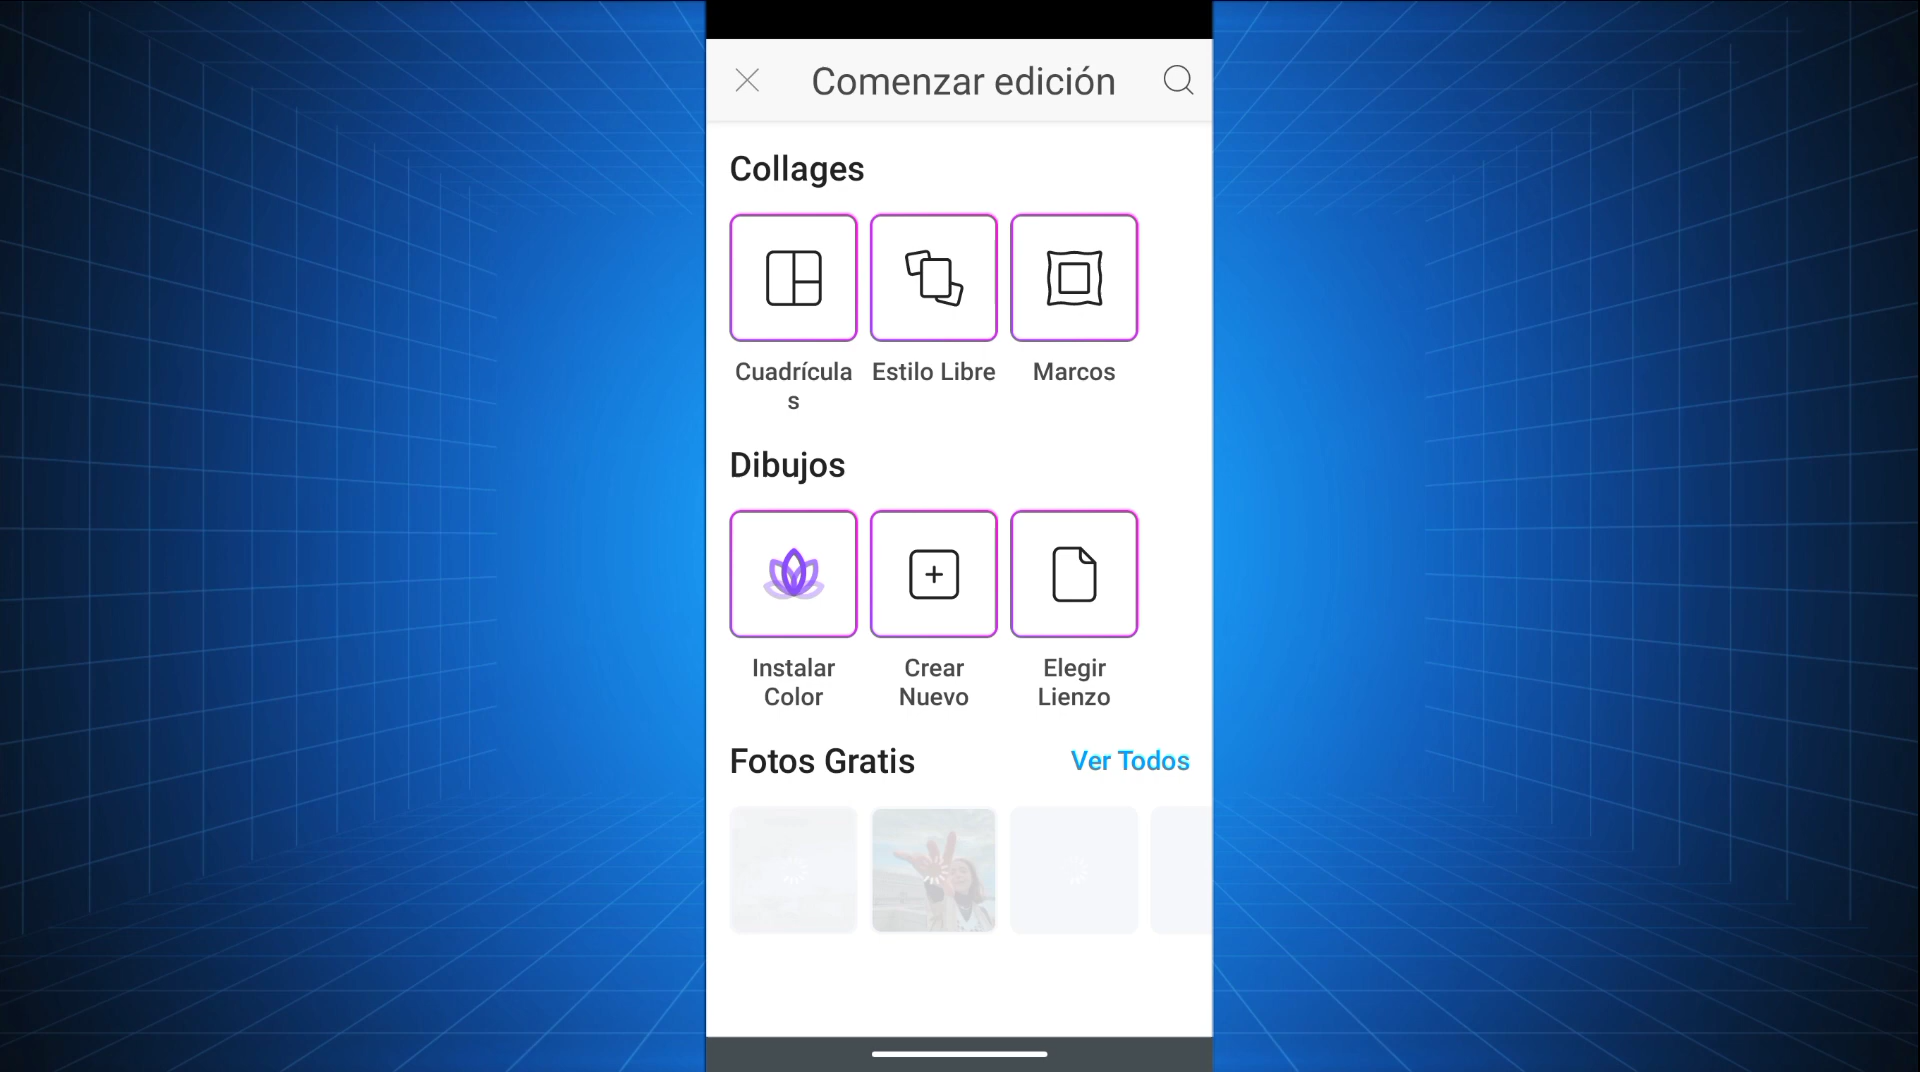 Comenzar edición
Collages
Cuadrícula
s
Estilo Libre
Marcos
Dibujos
Instalar
Color
Crear
Nuevo
Elegir
Lienzo
Fotos Gratis
Ver Todos